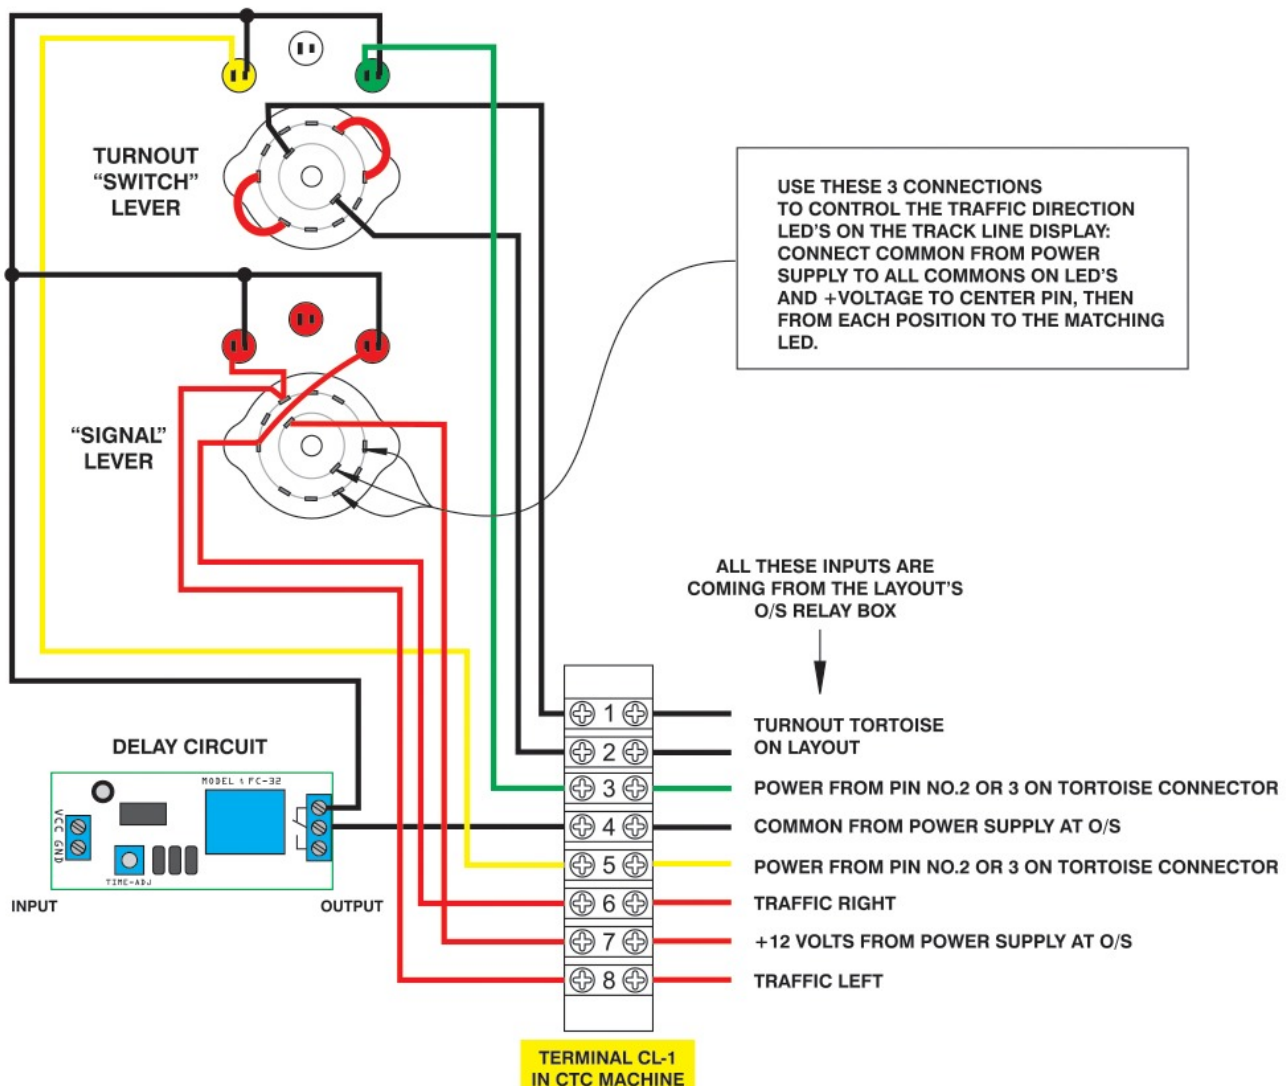 TURNOUT
“SWITCH”
LEVER
USE THESE 3 CONNECTIONS
TO CONTROL THE TRAFFIC DIRECTION
LED’S ON THE TRACK LINE DISPLAY:
CONNECT COMMON FROM POWER
SUPPLY TO ALL COMMONS ON LED’S
AND +VOLTAGE TO CENTER PIN, THEN
FROM EACH POSITION TO THE MATCHING
LED.
“SIGNAL”
LEVER
ALL THESE INPUTS ARE
COMING FROM THE LAYOUT’S
O/S RELAY BOX
DELAY CIRCUIT
MODEL : FC-32
VCC GND
TIME-ADJ
INPUT
OUTPUT
1
2
TURNOUT TORTOISE
ON LAYOUT
3 POWER FROM PIN NO.2 OR 3 ON TORTOISE CONNECTOR
4 COMMON FROM POWER SUPPLY AT O/S
5 POWER FROM PIN NO.2 OR 3 ON TORTOISE CONNECTOR
6 TRAFFIC RIGHT
7 +12 VOLTS FROM POWER SUPPLY AT O/S
8 TRAFFIC LEFT
TERMINAL CL-1
IN CTC MACHINE